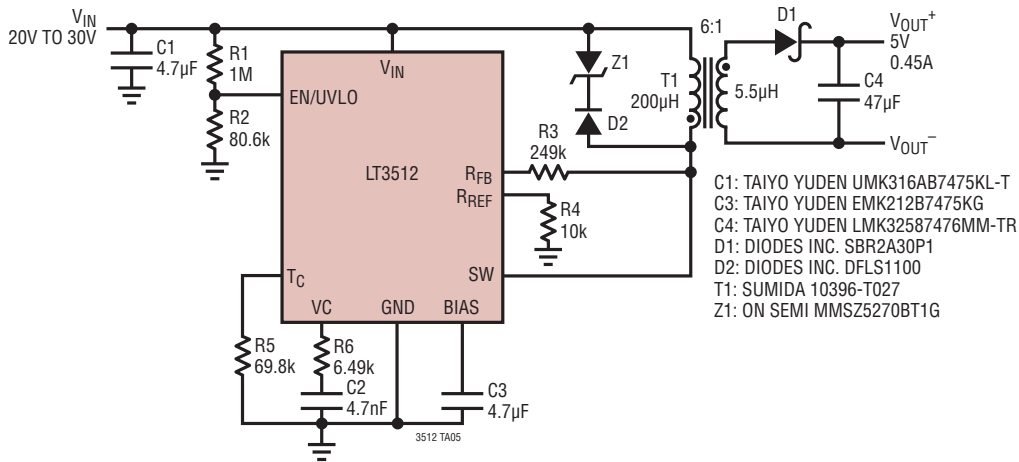 VIN
20V TO 30V
C1
4.7µF
R1
1M
R2
80.6k
VIN
EN/UVLO
LT3512
RFB
RREF
SW
TC
VC
GND
BIAS
Z1
D2
R3
249k
R4
10k
T1
200µH
6:1
5.5µH
D1
C4
47µF
VOUT+
5V
0.45A
VOUT–
R5
69.8k
R6
6.49k
C2
4.7nF
C3
4.7µF
3512 TA05
C1: TAIYO YUDEN UMK316AB7475KL-T
C3: TAIYO YUDEN EMK212B7475KG
C4: TAIYO YUDEN LMK32587476MM-TR
D1: DIODES INC. SBR2A30P1
D2: DIODES INC. DFLS1100
T1: SUMIDA 10396-T027
Z1: ON SEMI MMSZ5270BT1G